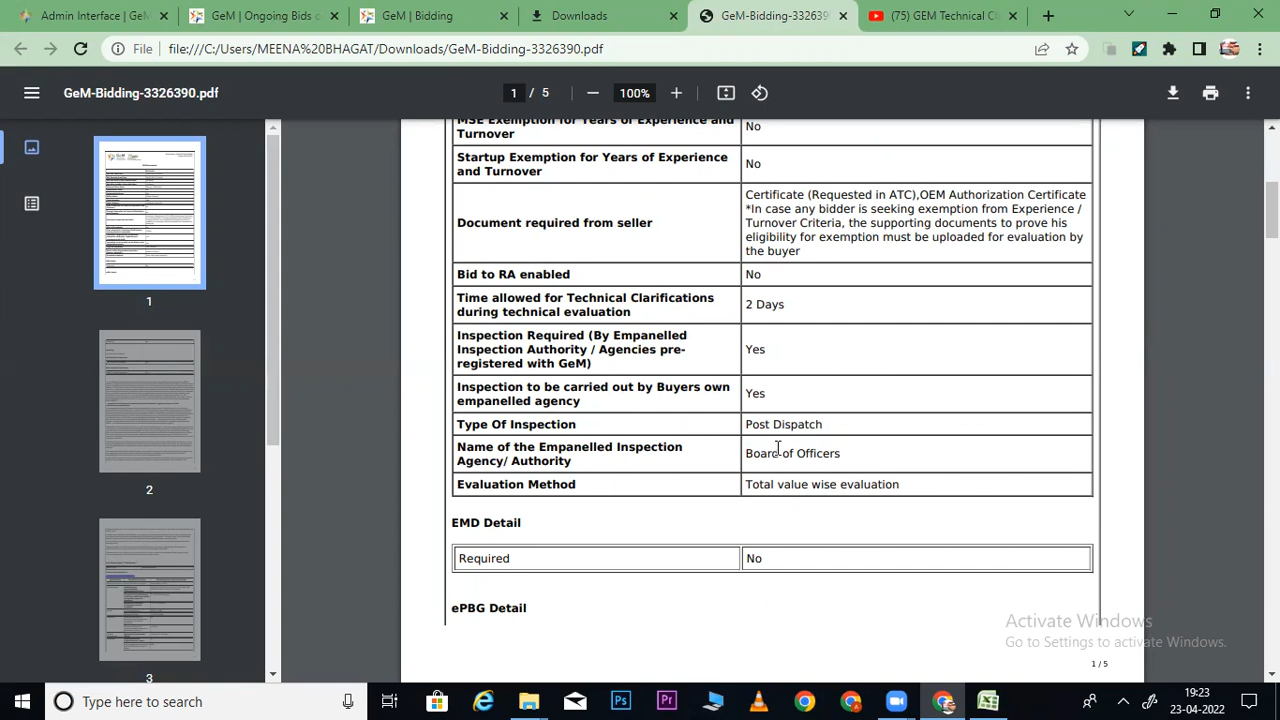 Admin Interface (GeM
GeM | Ongoing Bids
GeM | Bidding
Downloads
GeM-Bidding-332639
(75) GEM Technical Cl
File
file:///C:/Users/MEENA%20BHAGAT/Downloads/GeM-Bidding-3326390.pdf
GeM-Bidding-3326390.pdf
1 / 5
100%
MSE Exemption for Years of Experience and
Turnover
No
Startup Exemption for Years of Experience
and Turnover
No
Document required from seller
Certificate (Requested in ATC),OEM Authorization Certificate
*In case any bidder is seeking exemption from Experience /
Turnover Criteria, the supporting documents to prove his
eligibility for exemption must be uploaded for evaluation by
the buyer
Bid to RA enabled
No
Time allowed for Technical Clarifications
during technical evaluation
2 Days
Inspection Required (By Empanelled
Inspection Authority / Agencies pre-
registered with GeM)
Yes
Inspection to be carried out by Buyers own
empanelled agency
Yes
Type Of Inspection
Post Dispatch
Name of the Empanelled Inspection
Agency/ Authority
Board of Officers
Evaluation Method
Total value wise evaluation
EMD Detail
Required
No
ePBG Detail
1 / 5
1
2
3
Activate Windows
Go to Settings to activate Windows.
Type here to search
19:23
23-04-2022